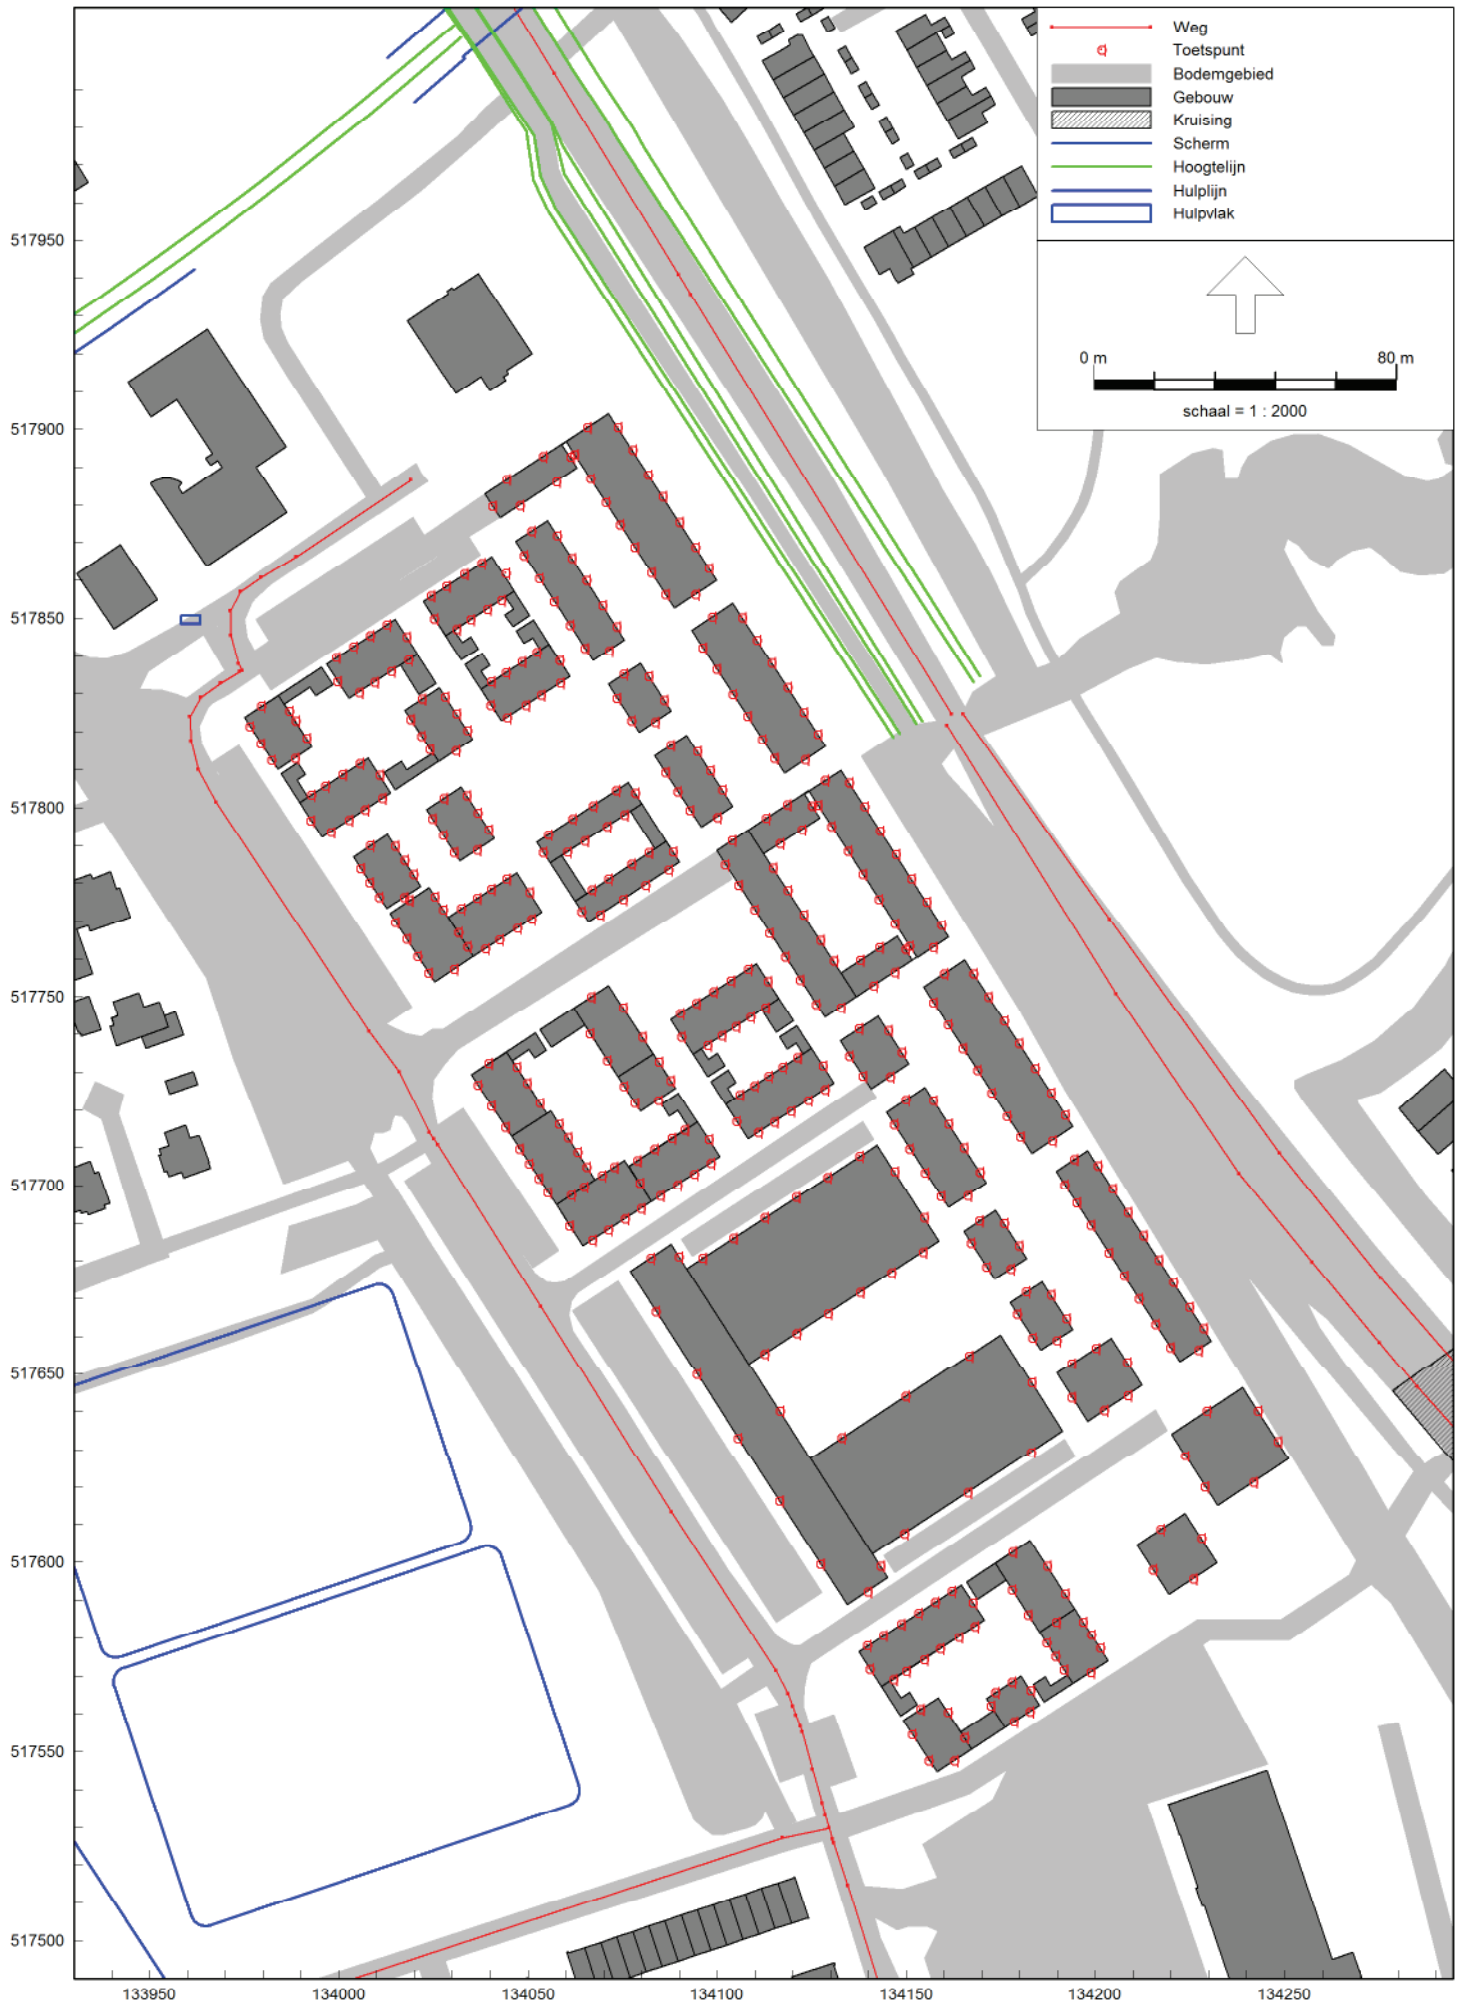 Weg
Toetspunt
Bodemgebied
Gebouw
Kruising
Scherm
Hoogtelijn
Hulplijn
Hulpvlak
0 m 80 m
schaal = 1 : 2000
517950
517900
517850
517800
517750
517700
517650
517600
517550
517500
133950 134000 134050 134100 134150 134200 134250